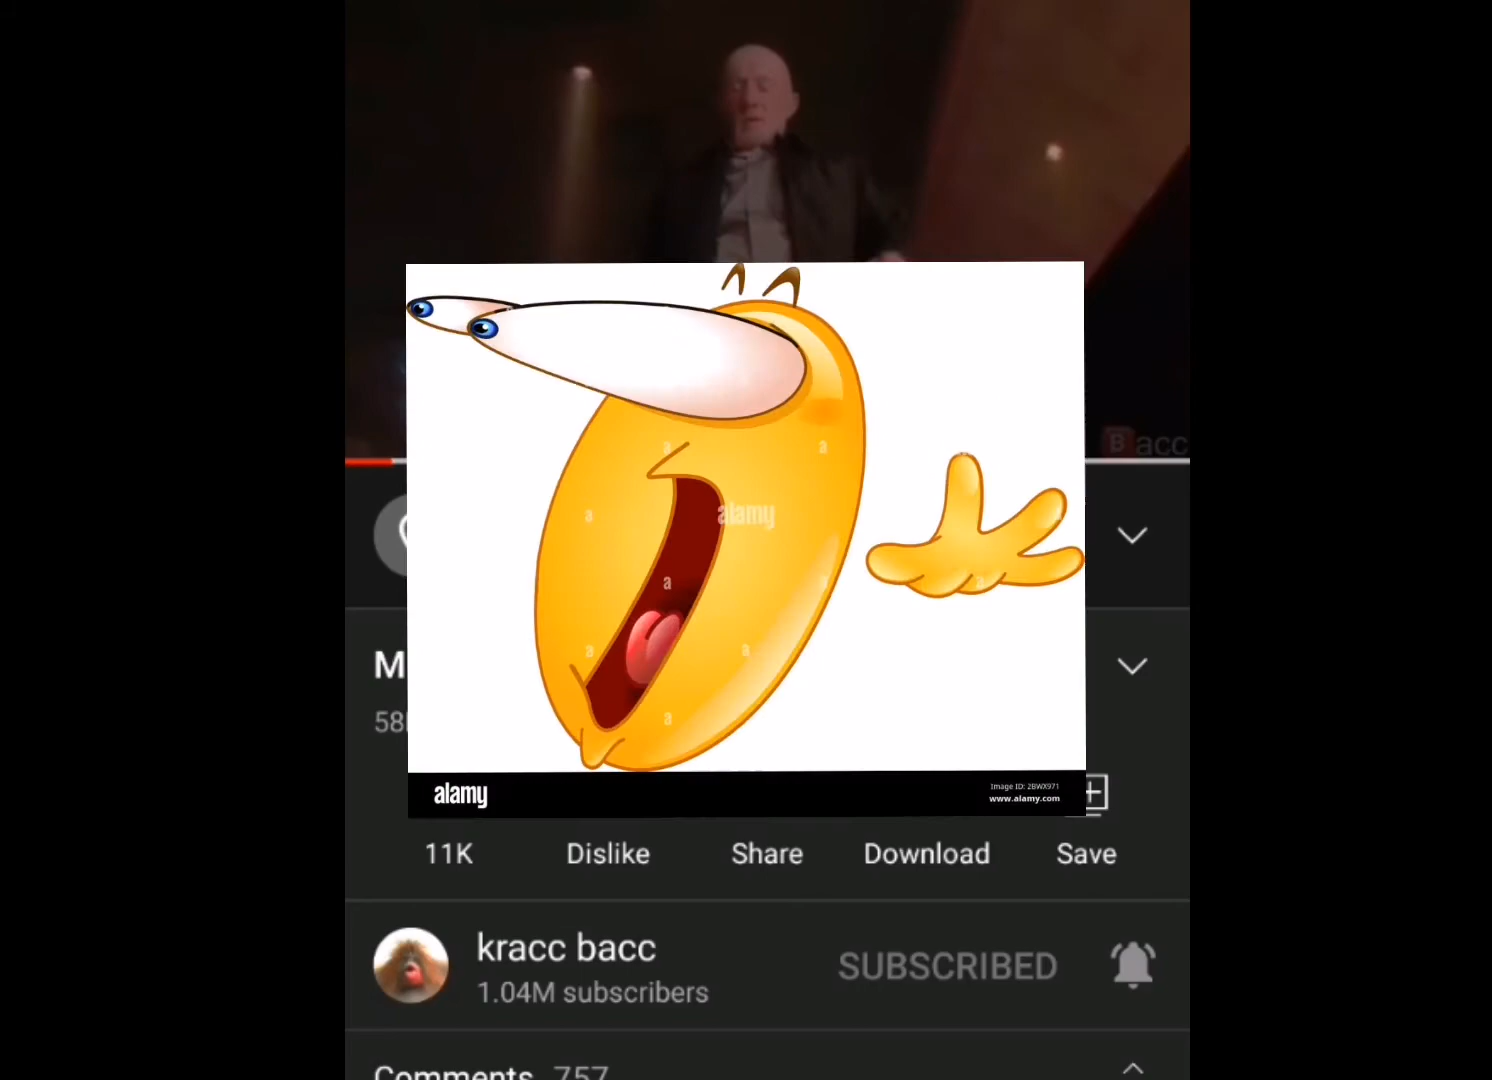 B acc
a
a
alamy
a
a
a
a
a
a
M
58
alamy
Image ID: 2BWX971
www.alamy.com
11K
Dislike
Share
Download
Save
kracc bacc
1.04M subscribers
SUBSCRIBED
Comments 757